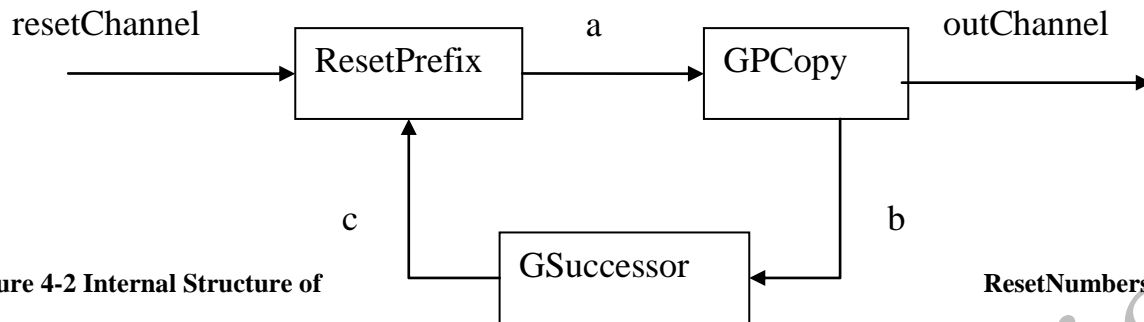 resetChannel a outChannel
ResetPrefix GPCopy
c b
GSuccessor
ure 4-2 Internal Structure of ResetNumbers